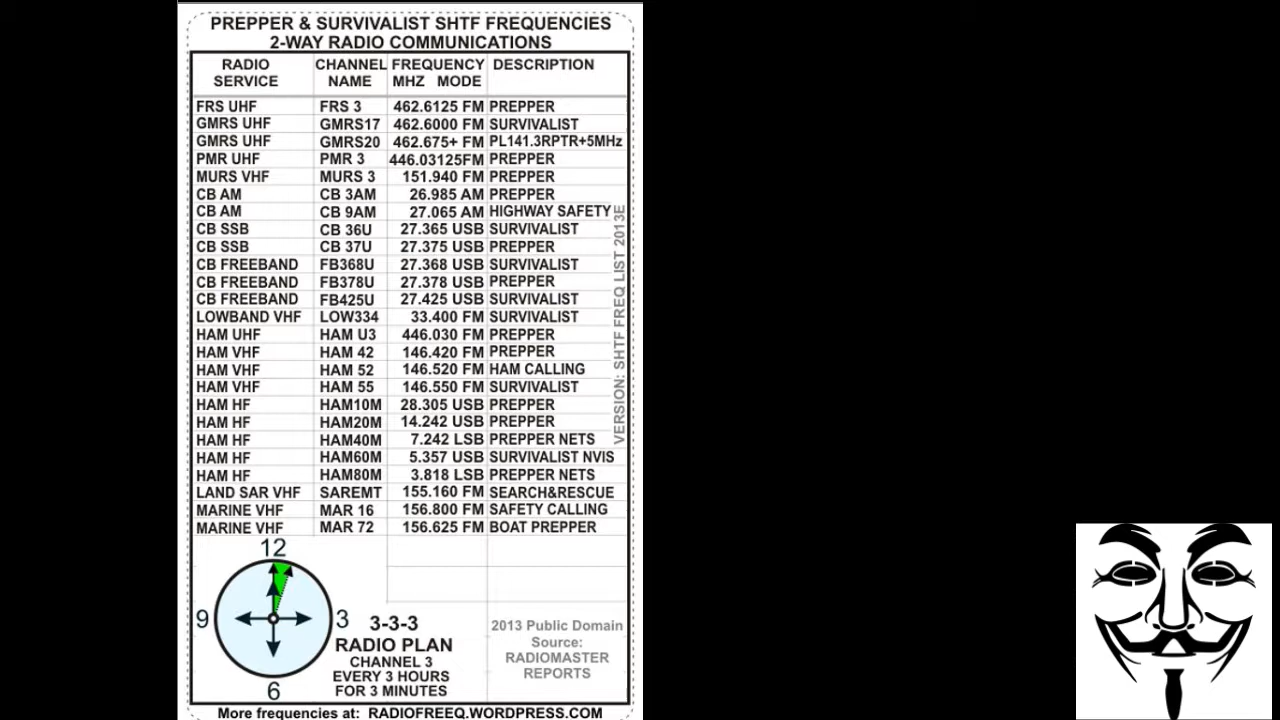 PREPPER & SURVIVALIST SHTF FREQUENCIES
2-WAY RADIO COMMUNICATIONS
RADIO SERVICE CHANNEL NAME FREQUENCY MHZ MODE DESCRIPTION
FRS UHF FRS 3 462.6125 FM PREPPER
GMRS UHF GMRS17 462.6000 FM SURVIVALIST
GMRS UHF GMRS20 462.675+ FM PL141.3RPTR+5MHz
PMR UHF PMR 3 446.03125FM PREPPER
MURS VHF MURS 3 151.940 FM PREPPER
CB AM CB 3AM 26.985 AM PREPPER
CB AM CB 9AM 27.065 AM HIGHWAY SAFETY
CB SSB CB 36U 27.365 USB SURVIVALIST
CB SSB CB 37U 27.375 USB PREPPER
CB FREEBAND FB368U 27.368 USB SURVIVALIST
CB FREEBAND FB378U 27.378 USB PREPPER
CB FREEBAND FB425U 27.425 USB SURVIVALIST
LOWBAND VHF LOW334 33.400 FM SURVIVALIST
HAM UHF HAM U3 446.030 FM PREPPER
HAM VHF HAM 42 146.420 FM PREPPER
HAM VHF HAM 52 146.520 FM HAM CALLING
HAM VHF HAM 55 146.550 FM SURVIVALIST
HAM HF HAM10M 28.305 USB PREPPER
HAM HF HAM20M 14.242 USB PREPPER
HAM HF HAM40M 7.242 LSB PREPPER NETS
HAM HF HAM60M 5.357 USB SURVIVALIST NVIS
HAM HF HAM80M 3.818 LSB PREPPER NETS
LAND SAR VHF SAREMT 155.160 FM SEARCH&RESCUE
MARINE VHF MAR 16 156.800 FM SAFETY CALLING
MARINE VHF MAR 72 156.625 FM BOAT PREPPER
VERSION: SHTF FREQ LIST 2013E
12
9 3
6
3-3-3
RADIO PLAN
CHANNEL 3
EVERY 3 HOURS
FOR 3 MINUTES
2013 Public Domain
Source:
RADIOMASTER
REPORTS
More frequencies at: RADIOFREEQ.WORDPRESS.COM